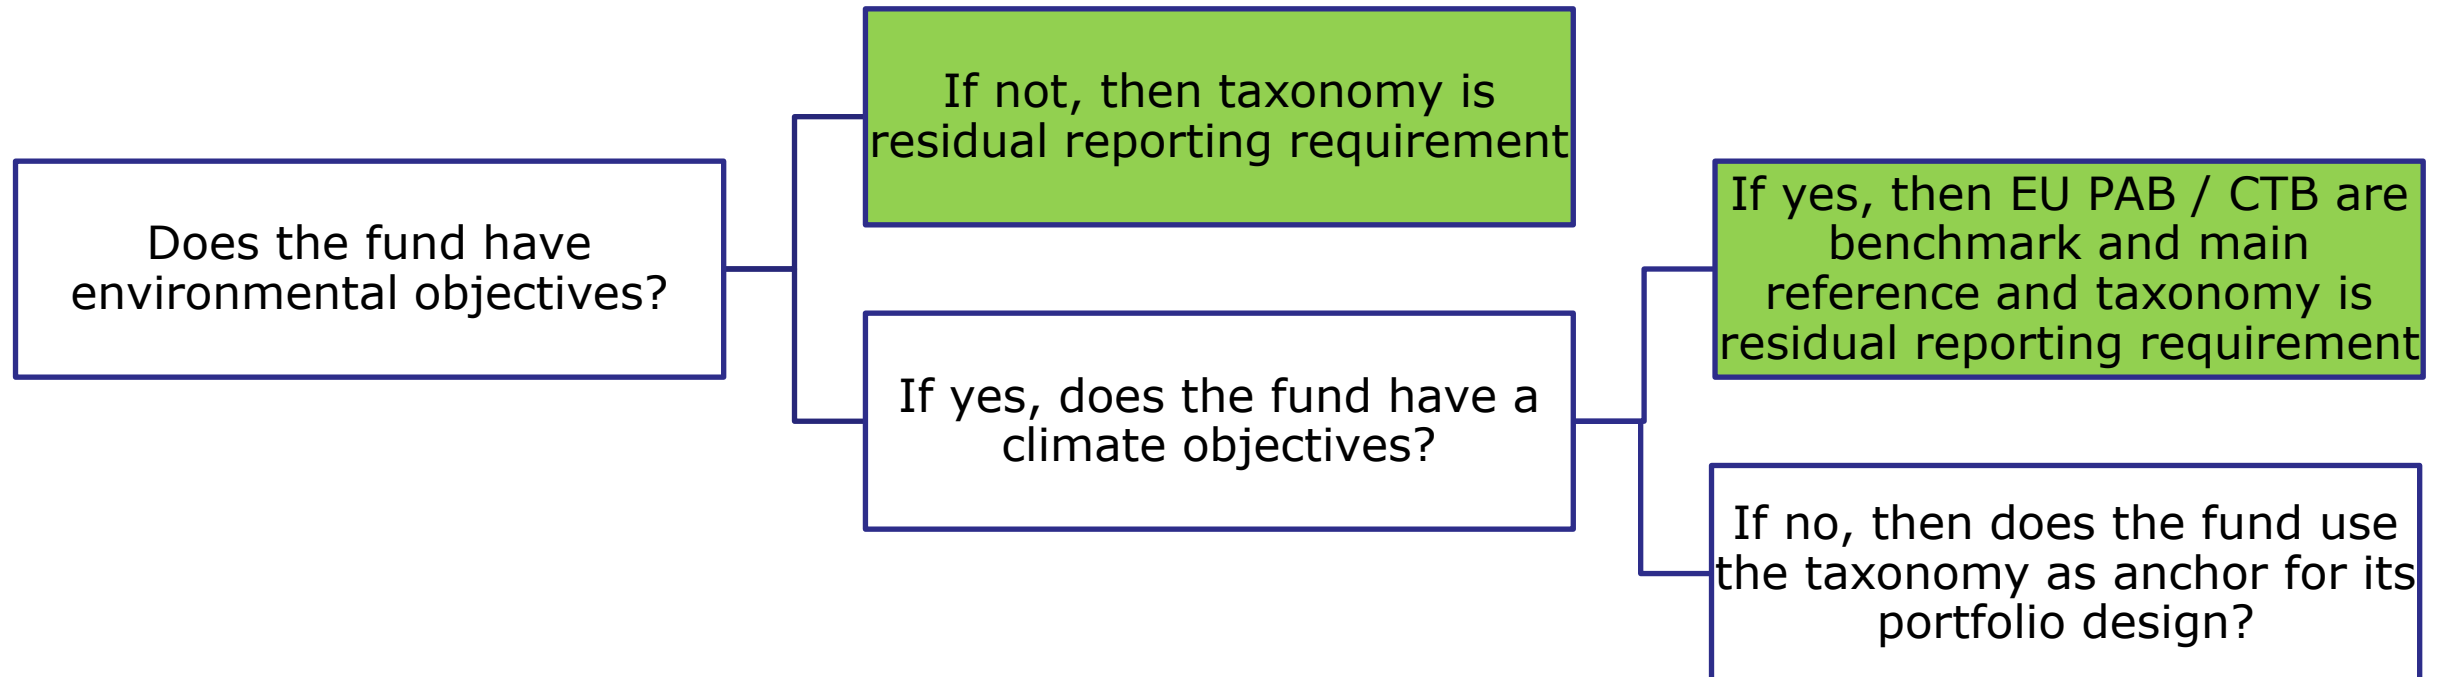 Does the fund have
environmental objectives?
If not, then taxonomy is
residual reporting requirement
If yes, does the fund have a
climate objectives?
If yes, then EU PAB / CTB are
benchmark and main
reference and taxonomy is
residual reporting requirement
If no, then does the fund use
the taxonomy as anchor for its
portfolio design?